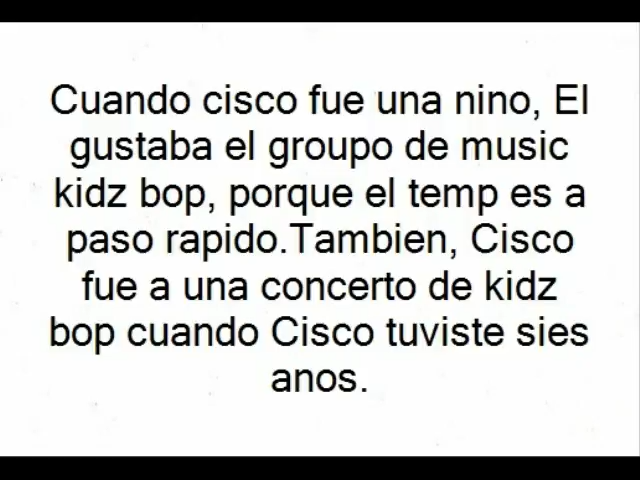 Cuando cisco fue una nino, El
gustaba el groupo de music
kidz bop, porque el temp es a
paso rapido.Tambien, Cisco
fue a una concerto de kidz
bop cuando Cisco tuviste sies
anos.